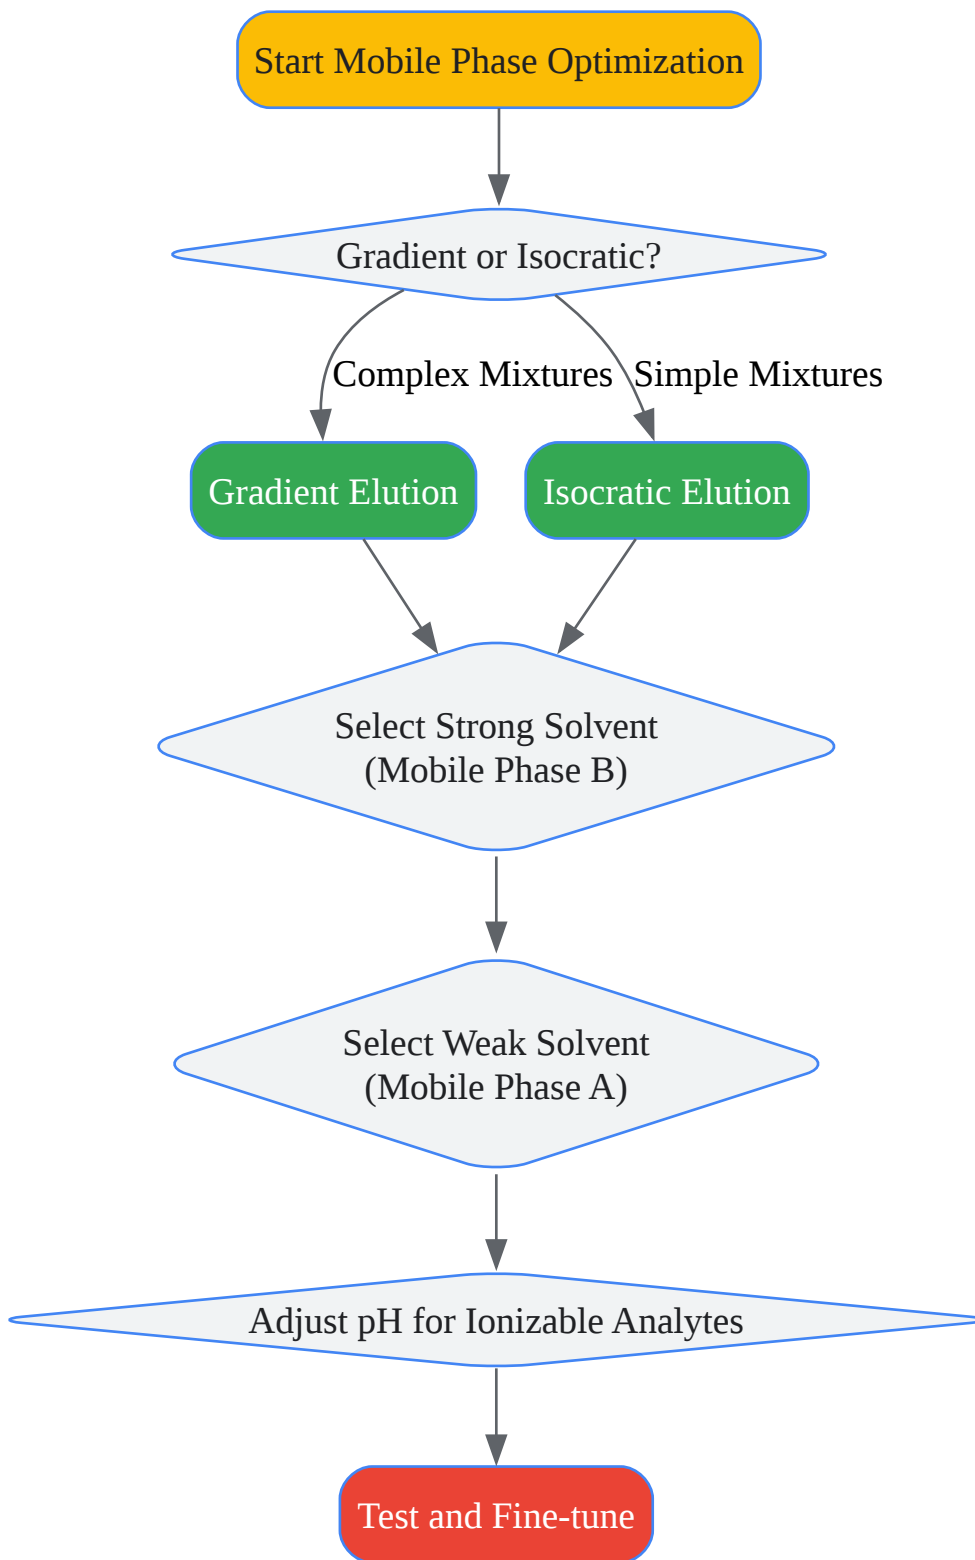 Start Mobile Phase Optimization
Gradient or Isocratic?
Complex Mixtures
Simple Mixtures
Gradient Elution
Isocratic Elution
Select Strong Solvent
(Mobile Phase B)
Select Weak Solvent
(Mobile Phase A)
Adjust pH for Ionizable Analytes
Test and Fine-tune